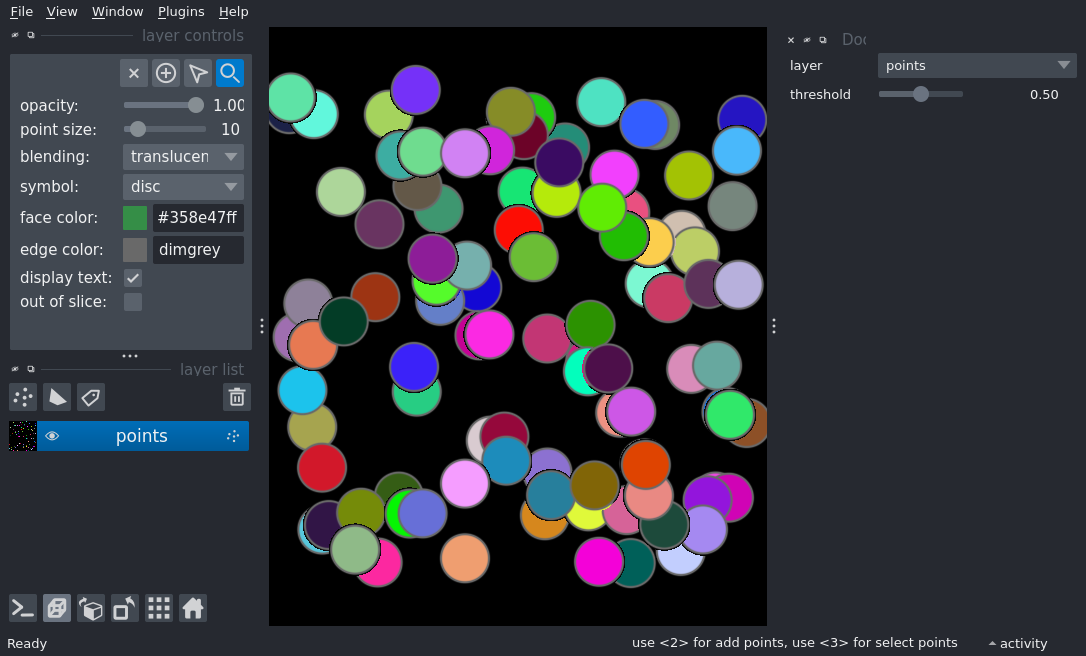 File View Window Plugins Help
layer controls
opacity: 1.00
point size: 10
blending: translucen
symbol: disc
face color: #358e47ff
edge color: dimgrey
display text:
out of slice:
layer list
points
Ready
Doc
layer points
threshold 0.50
use <2> for add points, use <3> for select points
activity